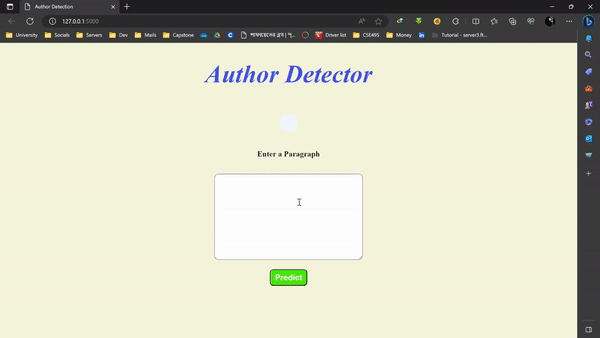 Author Detection
127.0.0.1:5000
University
Socials
Servers
Dev
Mails
Capstone
Driver list
CSE495
Money
Tutorial - server3.ft...
Author Detector
Enter a Paragraph
Predict